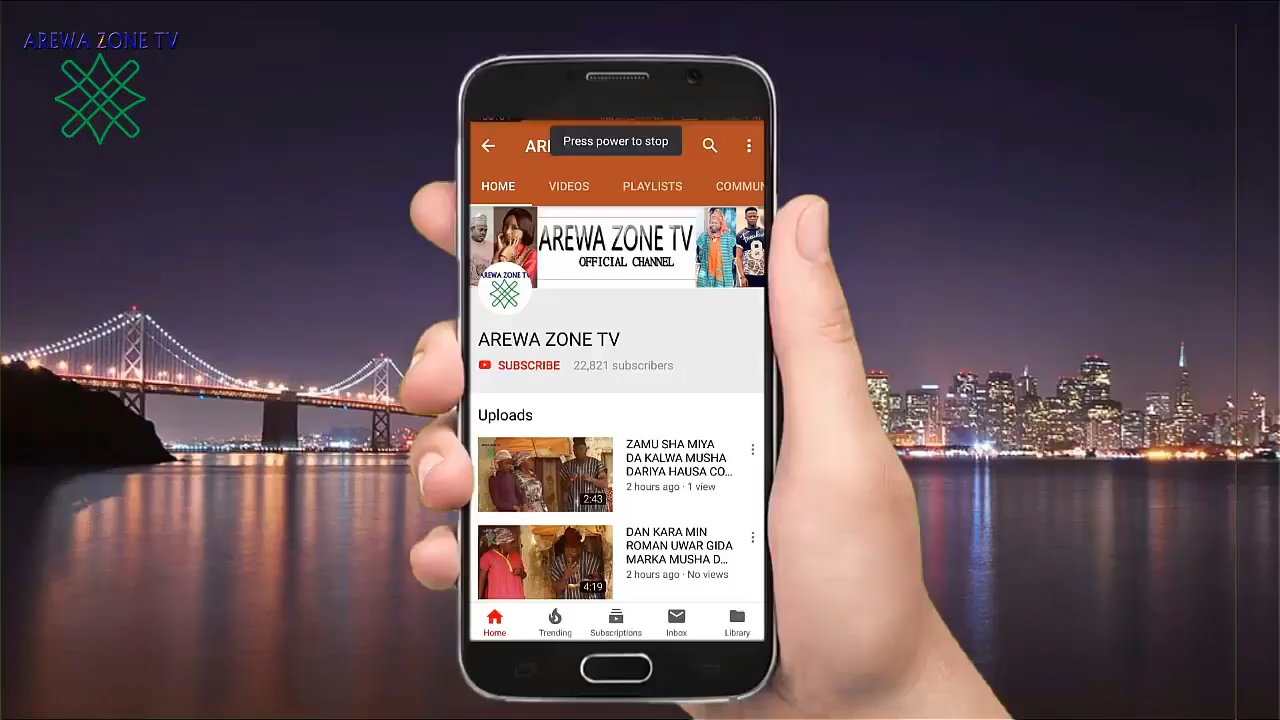 AREWA ZONE TV
Press power to stop
HOME VIDEOS PLAYLISTS COMMUN
AREWA ZONE TV
OFFICIAL CHANNEL
AREWA ZONE TV
AREWA ZONE TV
SUBSCRIBE 22,821 subscribers
Uploads
ZAMU SHA MIYA
DA KALWA MUSHA
DARIYA HAUSA CO...
2 hours ago · 1 view
2:43
DAN KARA MIN
ROMAN UWAR GIDA
MARKA MUSHA D...
2 hours ago · No views
4:19
Home Trending Subscriptions Inbox Library